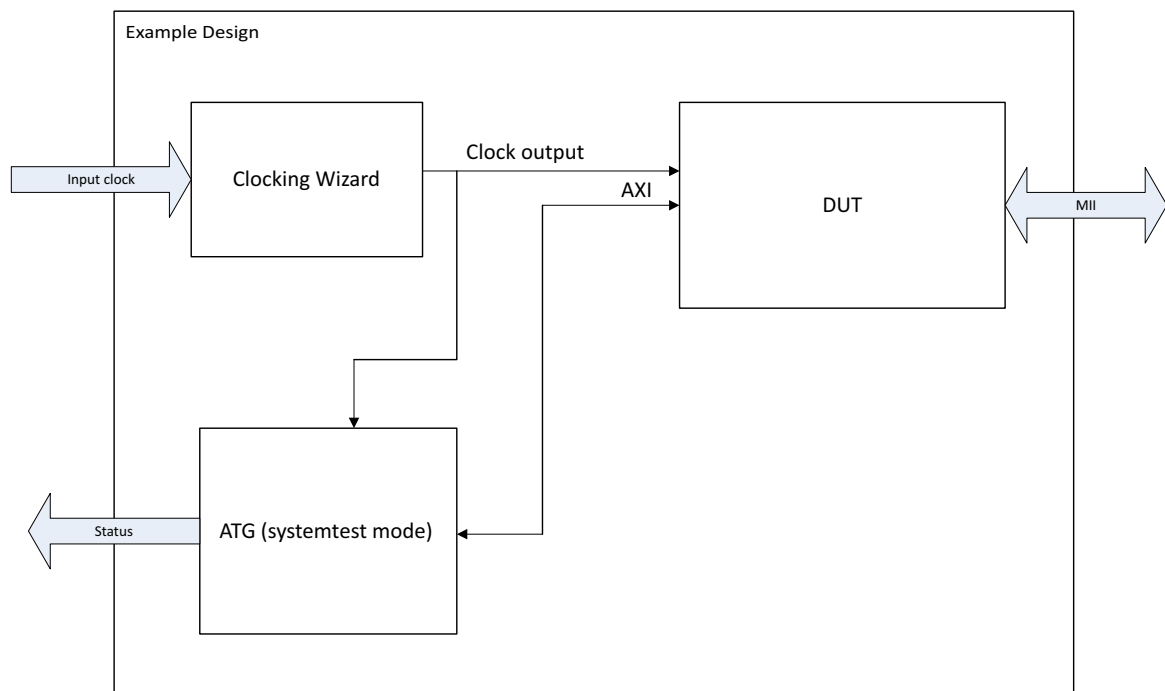 Example Design
Clock output
Input clock
Clocking Wizard
AXI
DUT
MII
Status
ATG (systemtest mode)